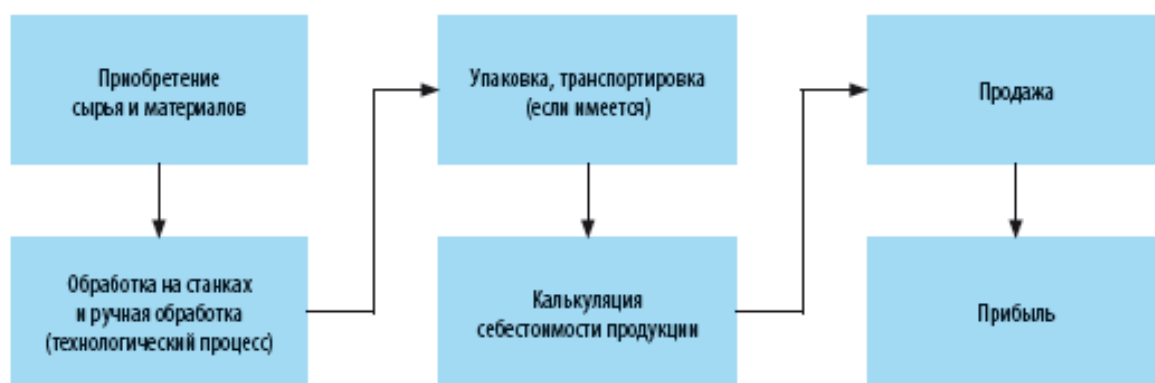 Приобретение
сырья и материалов
Обработка на станках
и ручная обработка
(технологический процесс)
Упаковка, транспортировка
(если имеется)
Калькуляция
себестоимости продукции
Продажа
Прибыль